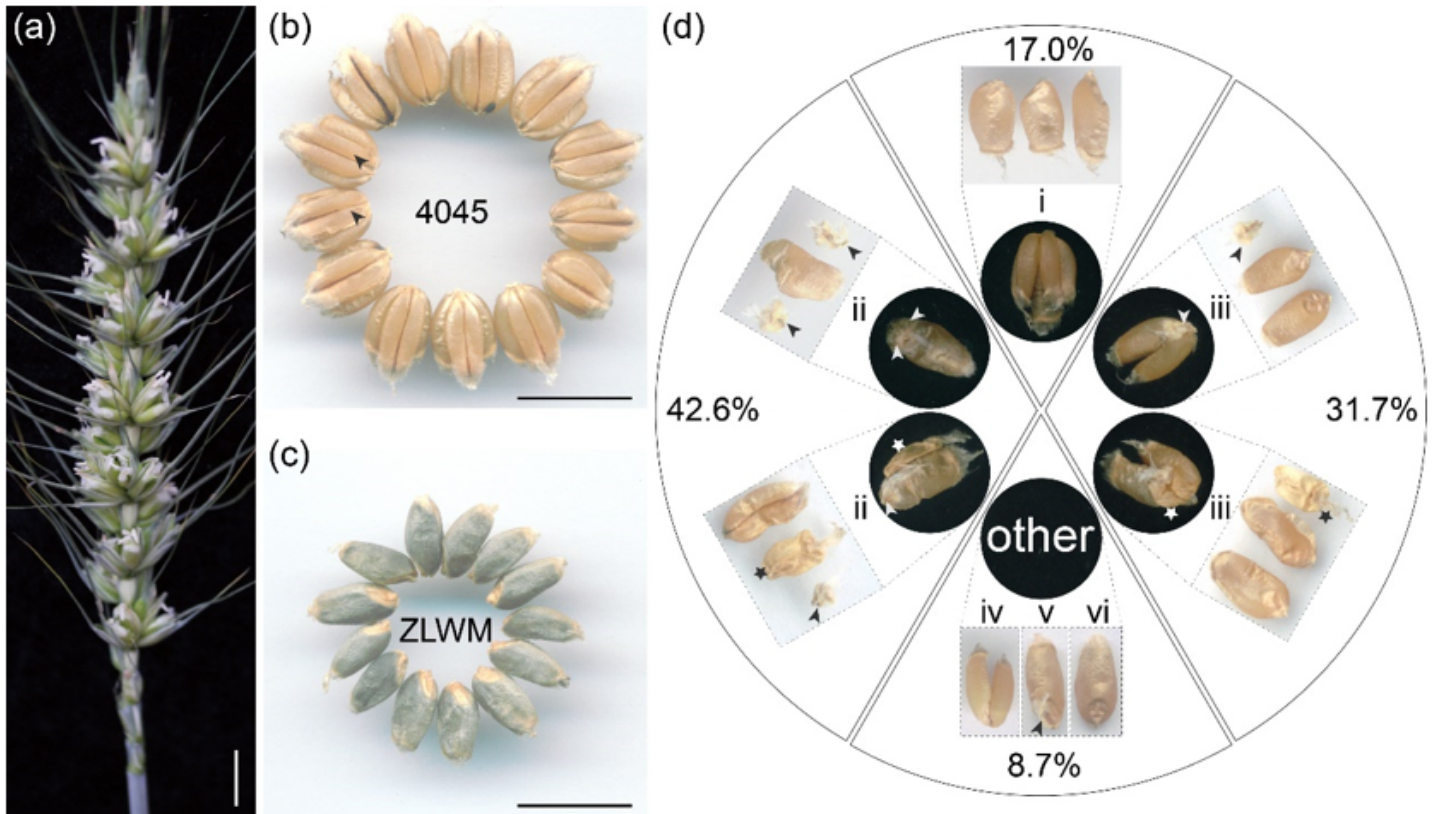 (a)
(b)
4045
(c)
ZLWM
(d)
17.0%
i
ii
iii
42.6%
31.7%
ii
iii
other
iv v vi
8.7%